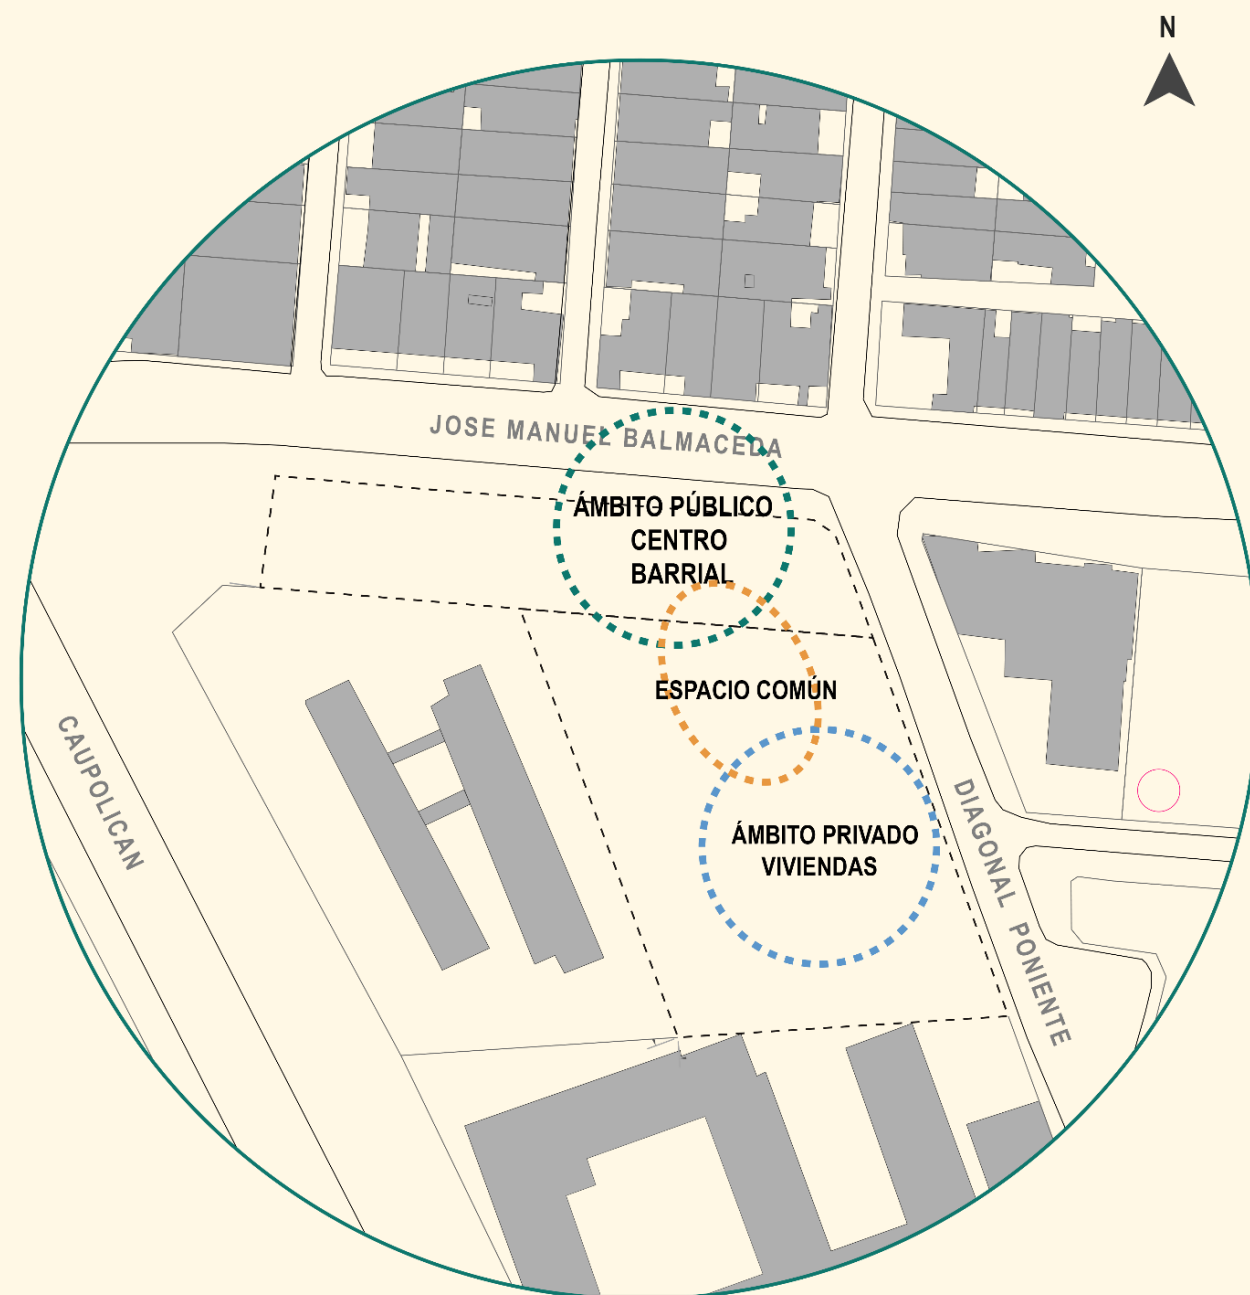 N
JOSE MANUEL BALMACEDA
ÁMBITO PÚBLICO
CENTRO
BARRIAL
ESPACIO COMÚN
CAUPOLICAN
ÁMBITO PRIVADO
VIVIENDAS
DIAGONAL PONIENTE